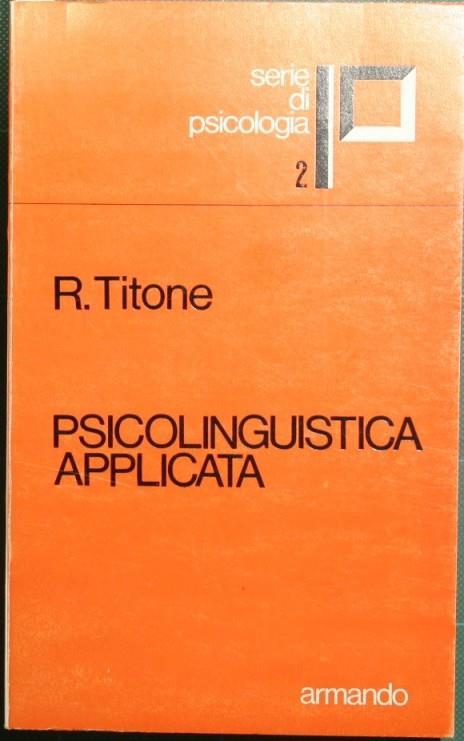 serie
di
psicologia
2
R. Titone
PSICOLINGUISTICA
APPLICATA
armando